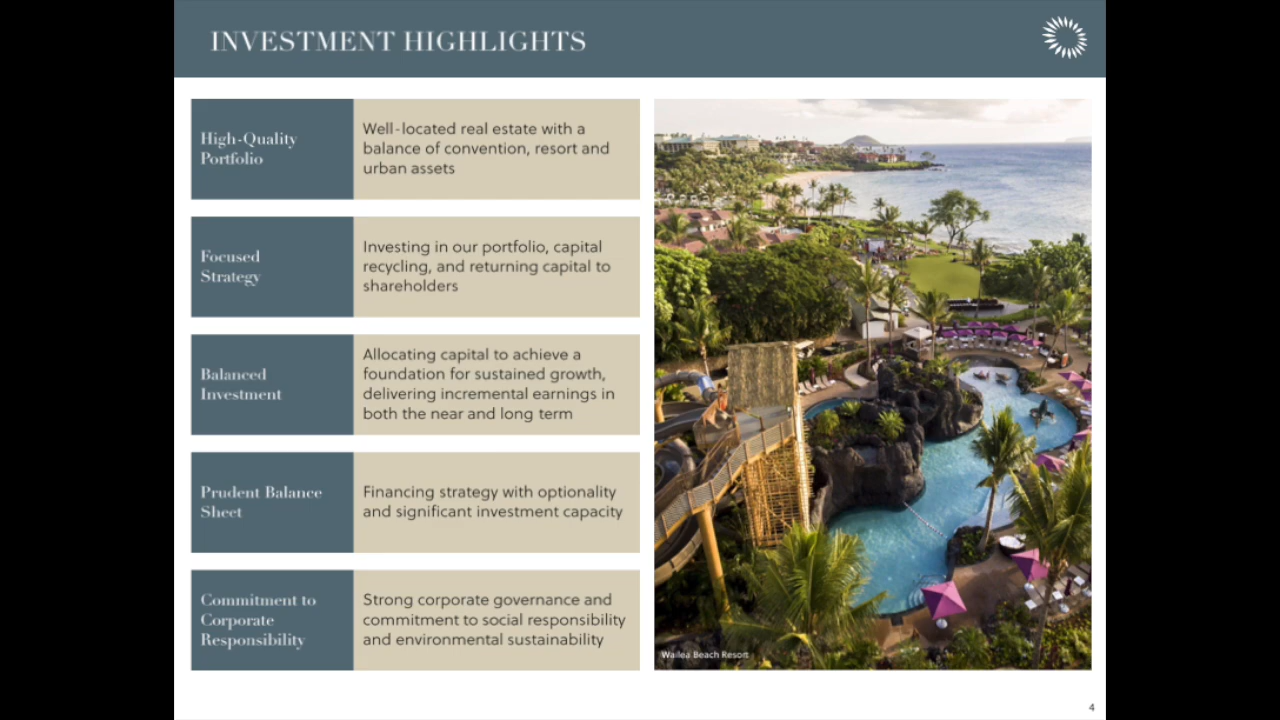 INVESTMENT HIGHLIGHTS
High-Quality
Portfolio
Well-located real estate with a
balance of convention, resort and
urban assets
Focused
Strategy
Investing in our portfolio, capital
recycling, and returning capital to
shareholders
Balanced
Investment
Allocating capital to achieve a
foundation for sustained growth,
delivering incremental earnings in
both the near and long term
Prudent Balance
Sheet
Financing strategy with optionality
and significant investment capacity
Commitment to
Corporate
Responsibility
Strong corporate governance and
commitment to social responsibility
and environmental sustainability
Wailea Beach Resort
4